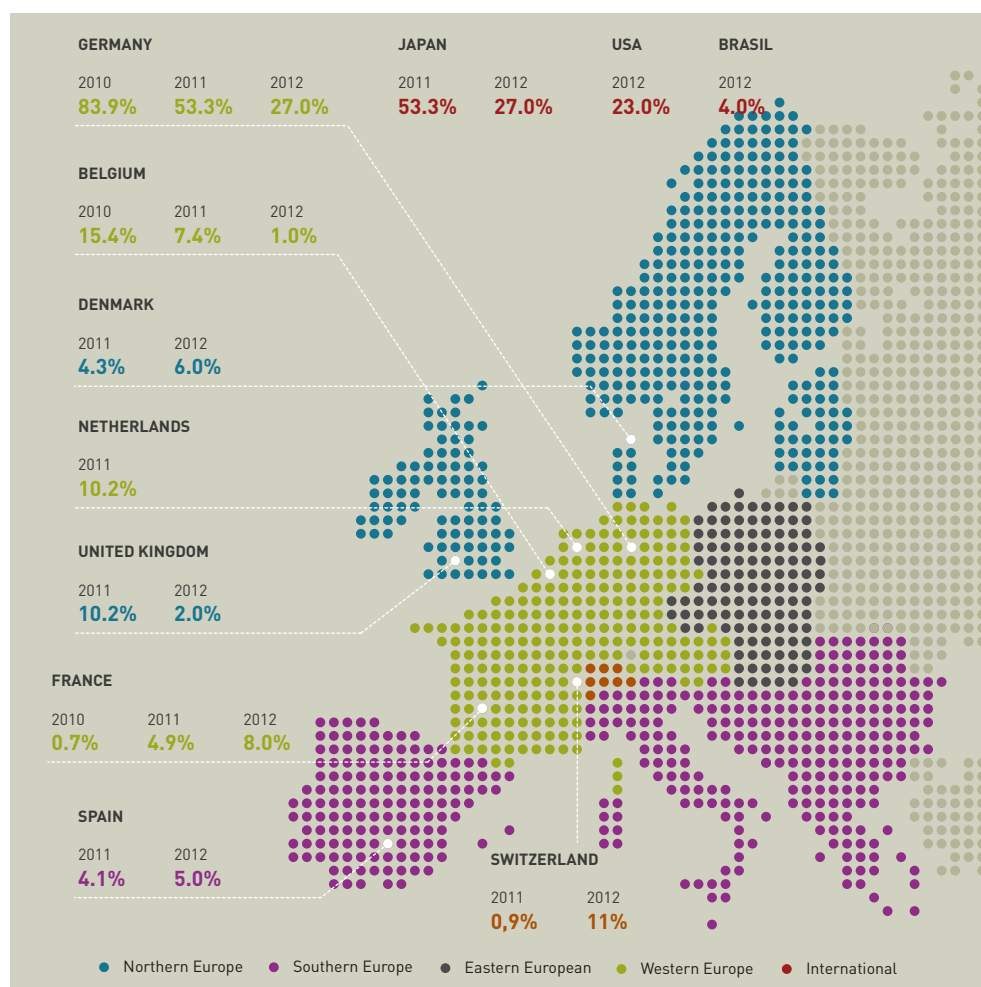 GERMANY JAPAN USA BRASIL
2010 2011 2012 2011 2012 2012 2012
83.9% 53.3% 27.0% 53.3% 27.0% 23.0% 4.0%
BELGIUM
2010 2011 2012
15.4% 7.4% 1.0%
DENMARK
2011 2012
4.3% 6.0%
NETHERLANDS
2011
10.2%
UNITED KINGDOM
2011 2012
10.2% 2.0%
FRANCE
2010 2011 2012
0.7% 4.9% 8.0%
SPAIN
2011 2012
4.1% 5.0%
SWITZERLAND
2011 2012
0,9% 11%
Northern Europe Southern Europe Eastern European Western Europe International